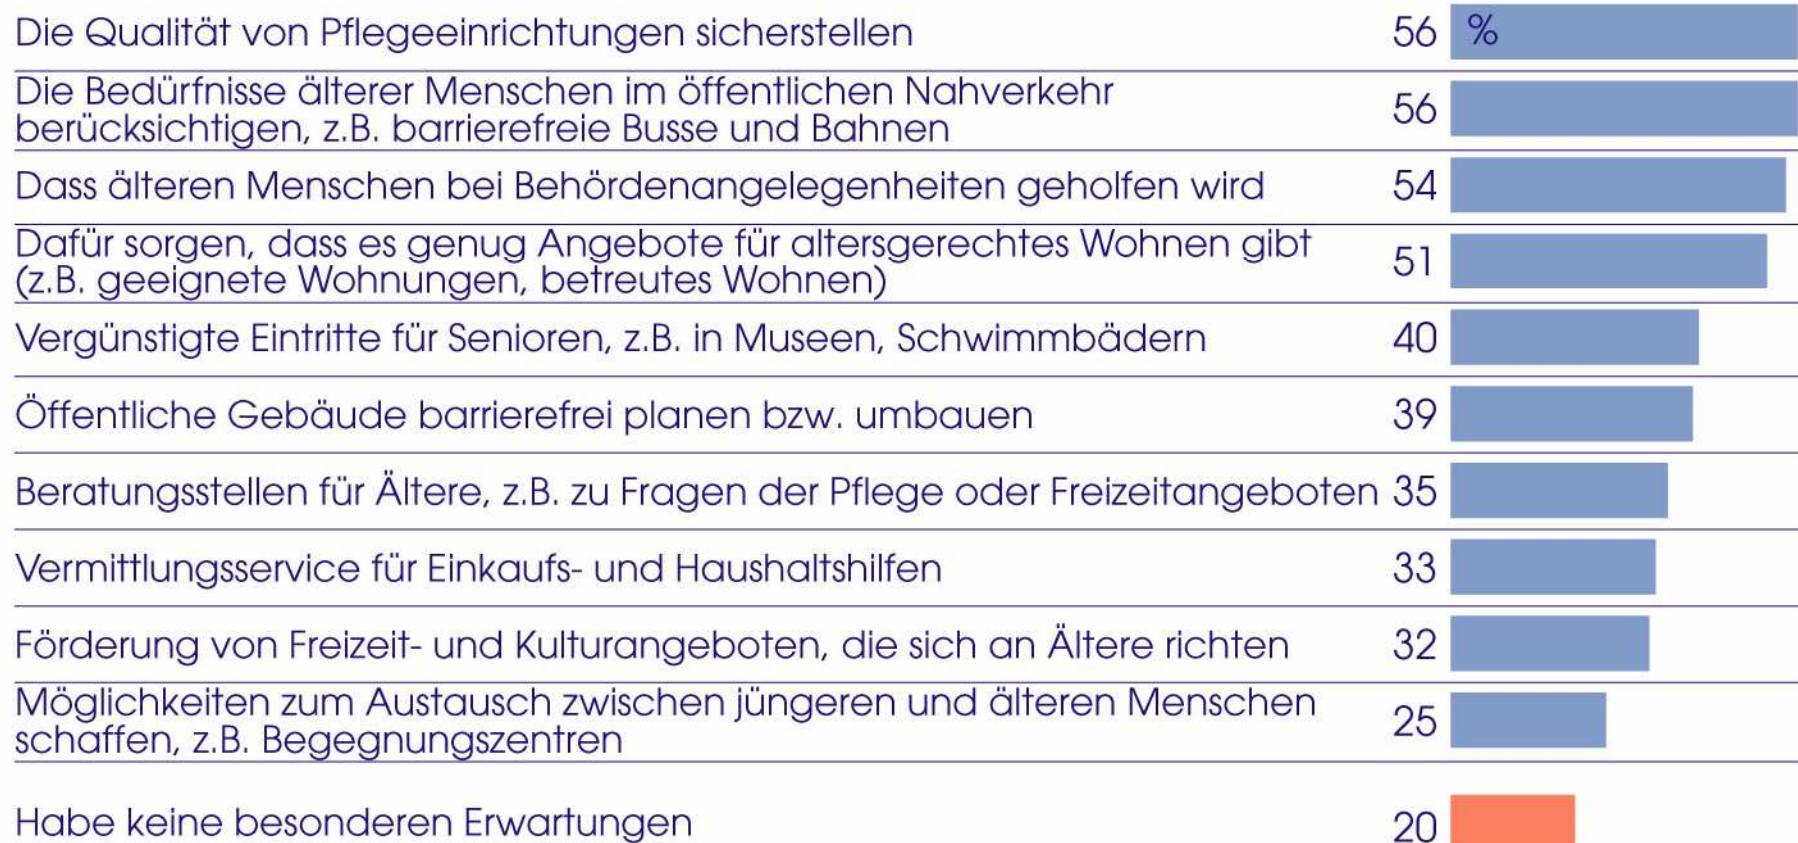 Die Qualität von Pflegeeinrichtungen sicherstellen 56 %
Die Bedürfnisse älterer Menschen im öffentlichen Nahverkehr
berücksichtigen, z.B. barrierefreie Busse und Bahnen 56
Dass älteren Menschen bei Behördenangelegenheiten geholfen wird 54
Dafür sorgen, dass es genug Angebote für altersgerechtes Wohnen gibt
(z.B. geeignete Wohnungen, betreutes Wohnen) 51
Vergünstigte Eintritte für Senioren, z.B. in Museen, Schwimmbädern 40
Öffentliche Gebäude barrierefrei planen bzw. umbauen 39
Beratungsstellen für Ältere, z.B. zu Fragen der Pflege oder Freizeitangeboten 35
Vermittlungsservice für Einkaufs- und Haushaltshilfen 33
Förderung von Freizeit- und Kulturangeboten, die sich an Ältere richten 32
Möglichkeiten zum Austausch zwischen jüngeren und älteren Menschen
schaffen, z.B. Begegnungszentren 25
Habe keine besonderen Erwartungen 20